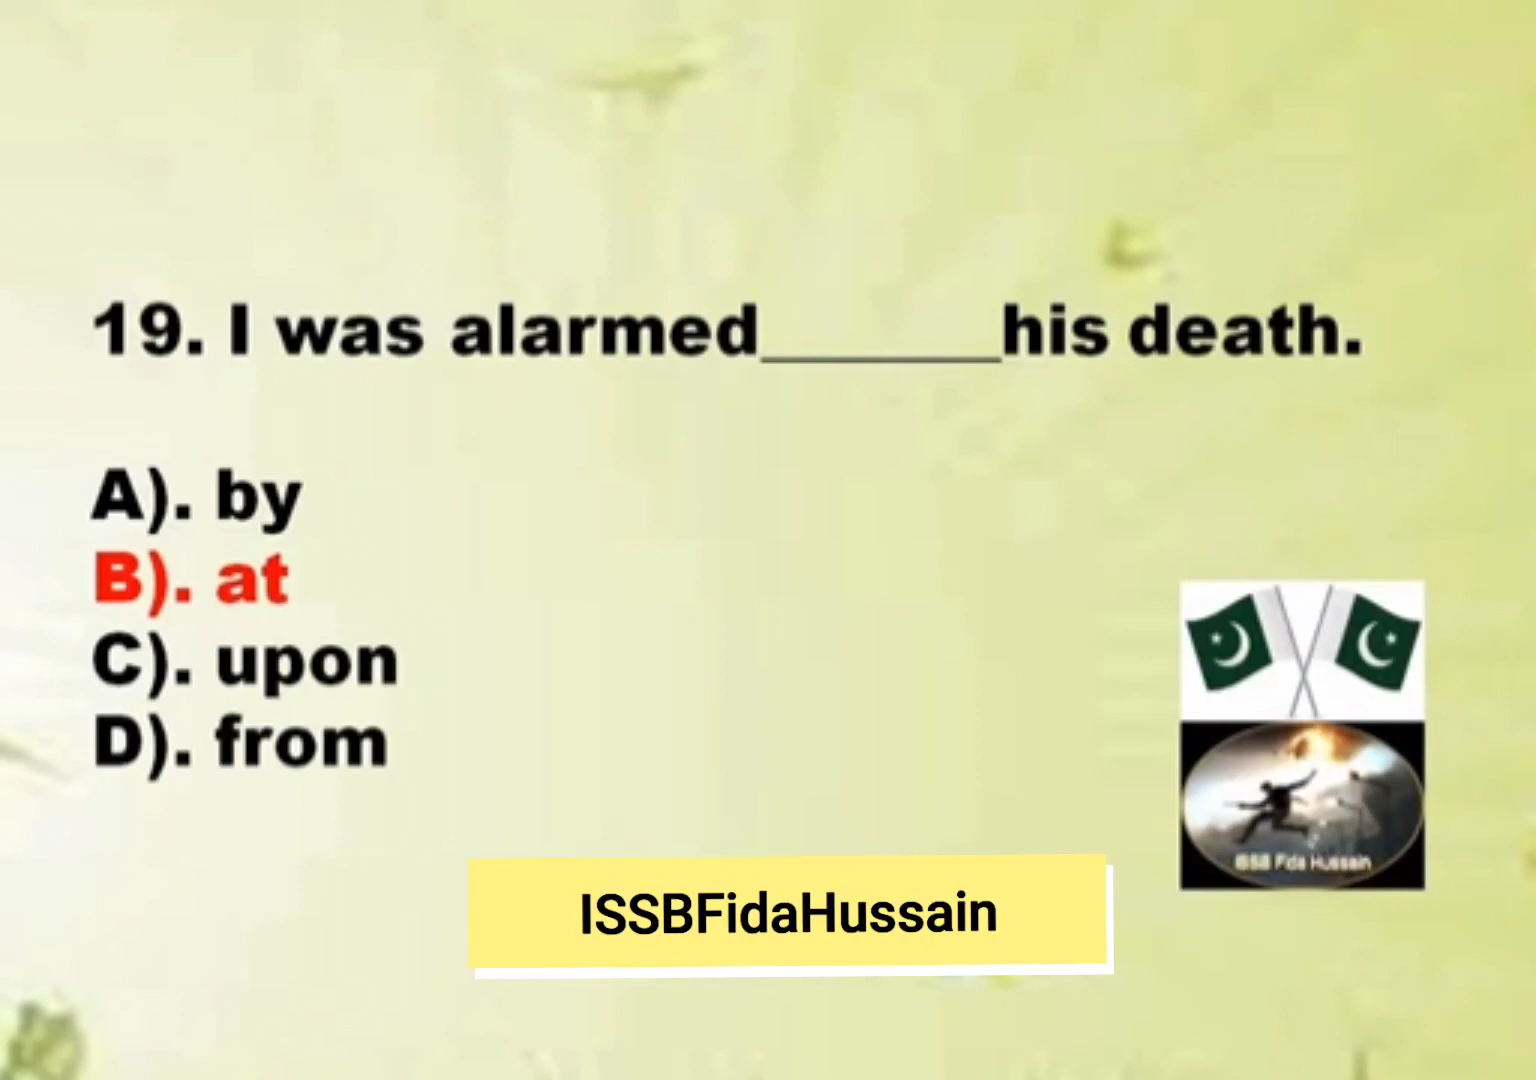 19. I was alarmed______his death.
A). by
B). at
C). upon
D). from
ISSB Fida Hussain
ISSBFidaHussain